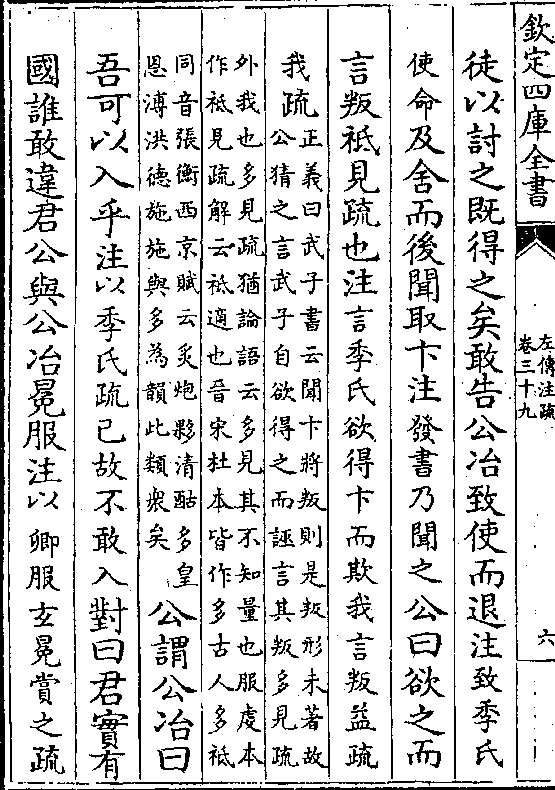 欽定四庫全書
左傳注疏
卷三十九
六
徒以討之既得之矣敢告公冶致使而退注致季氏
使命及舍而後聞取卞注發書乃聞之公曰欲之而
言叛祗見疏也注言季氏欲得卞而欺我言叛益疏
我疏正義曰武子書云聞卞將叛則是叛形未著故
公猜之言武子自欲得之而誣言其叛多見疏
外我也多見疏猶論語云多見其不知量也服虔本
作祗見疏解云祗適也晉宋杜本皆作多古人多祗
同音張衡西京賦云炙炮夥清酤多皇
恩溥洪德施施與多為韻此類衆矣
公謂公冶曰
吾可以入乎注以季氏疏已故不敢入對曰君實有
國誰敢違君公與公冶冕服注以卿服玄冕賞之疏